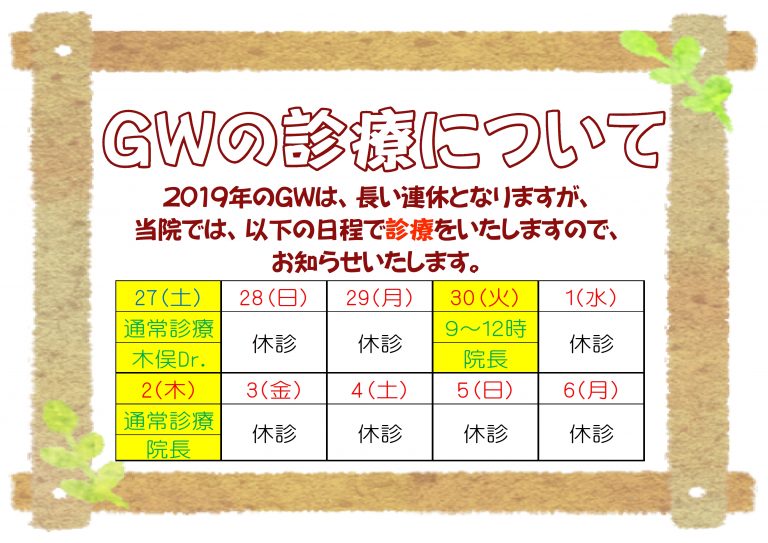 GWの診療について
2019年のGWは、長い連休となりますが、
当院では、以下の日程で診療をいたしますので、
お知らせいたします。
27(土) 28(日) 29(月) 30(火) 1(水)
通常診療 休診 休診 9～12時 休診
木俣Dr. 院長
2(木) 3(金) 4(土) 5(日) 6(月)
通常診療 休診 休診 休診 休診
院長